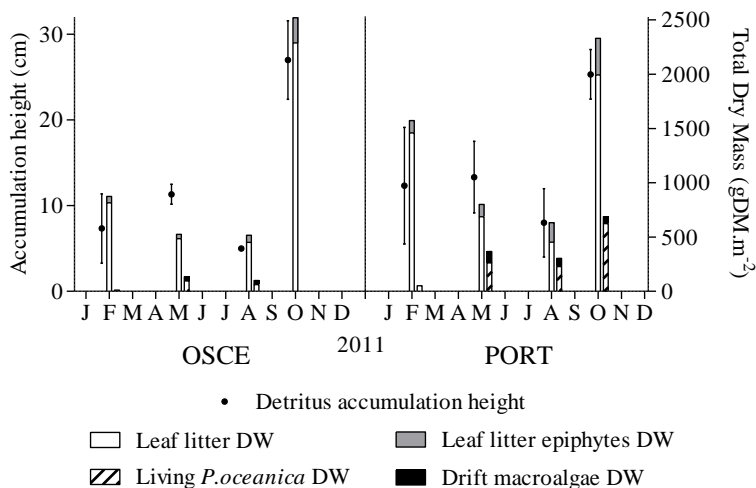 Accumulation height (cm)
30
20
10
0
Total Dry Mass (gDM.m-2)
2500
2000
1500
1000
500
0
J F M A M J J A S O N D
J F M A M J J A S O N D
OSCE
2011
PORT
Detritus accumulation height
Leaf litter DW
Leaf litter epiphytes DW
Living P.oceanica DW
Drift macroalgae DW